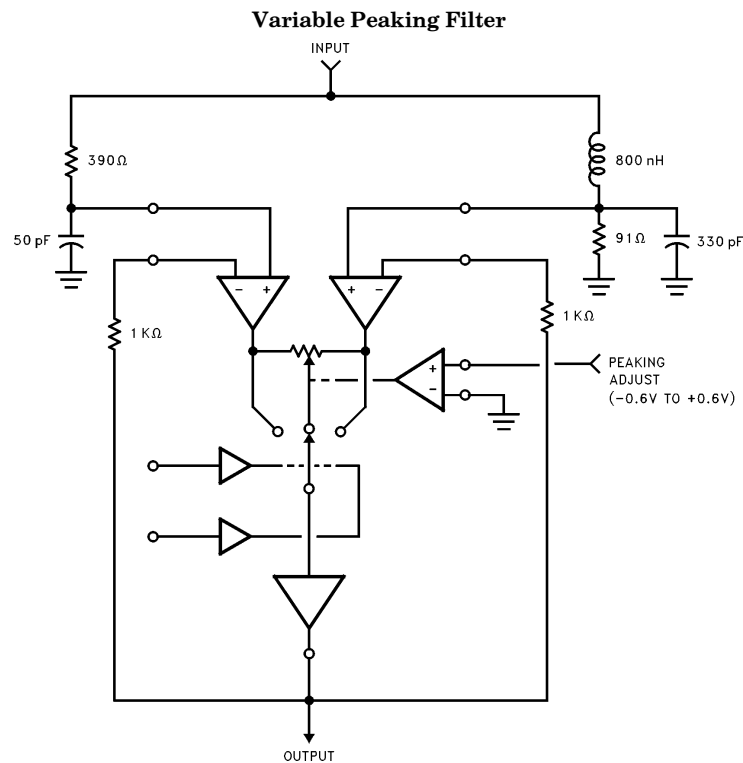 Variable Peaking Filter
INPUT
390Ω
800 nH
50 pF
91Ω
330 pF
− +
+ −
1 KΩ
1 KΩ
+
−
PEAKING
ADJUST
(−0.6V TO +0.6V)
OUTPUT